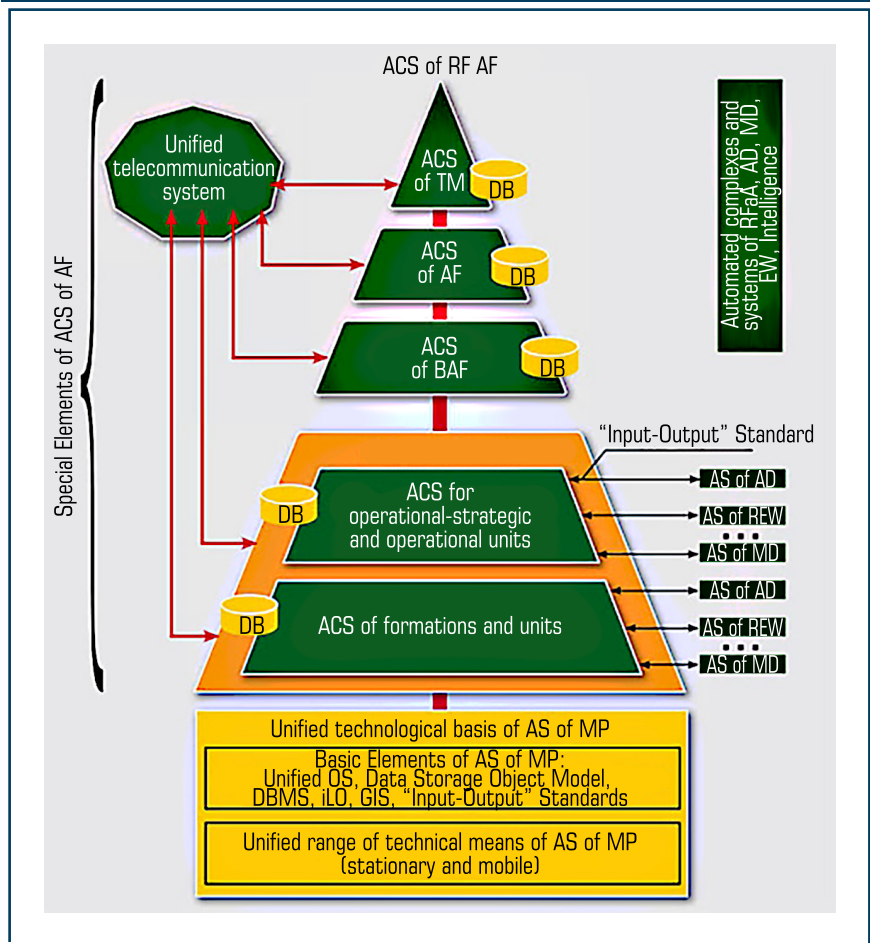 ACS of RF AF
Unified
telecommunication
system
ACS
of TM
DB
ACS
of AF
DB
ACS
of BAF
DB
Automated complexes and
systems of RFaA, AD, MD,
EW, Intelligence
Special Elements of ACS of AF
"Input-Output" Standard
ACS for
operational-strategic
and operational units
DB
AS of AD
AS of REW
...
AS of MD
ACS of formations and units
DB
AS of AD
AS of REW
...
AS of MD
Unified technological basis of AS of MP
Basic Elements of AS of MP:
Unified OS, Data Storage Object Model,
DBMS, iLO, GIS, "Input-Output" Standards
Unified range of technical means of AS of MP
(stationary and mobile)